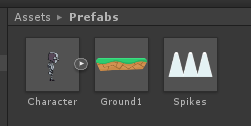 Assets ▸ Prefabs
Character Ground1 Spikes